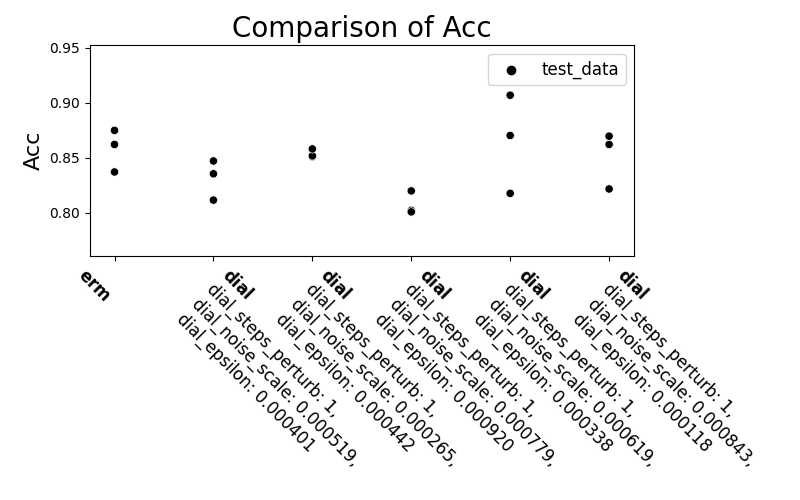 Comparison of Acc
0.95
0.90
0.85
0.80
Acc
test_data
erm
dial
dial_steps_perturb: 1,
dial_noise_scale: 0.000519,
dial_epsilon: 0.000401
dial
dial_steps_perturb: 1,
dial_noise_scale: 0.000265,
dial_epsilon: 0.000442
dial
dial_steps_perturb: 1,
dial_noise_scale: 0.000779,
dial_epsilon: 0.000920
dial
dial_steps_perturb: 1,
dial_noise_scale: 0.000619,
dial_epsilon: 0.000338
dial
dial_steps_perturb: 1,
dial_noise_scale: 0.000843,
dial_epsilon: 0.000118